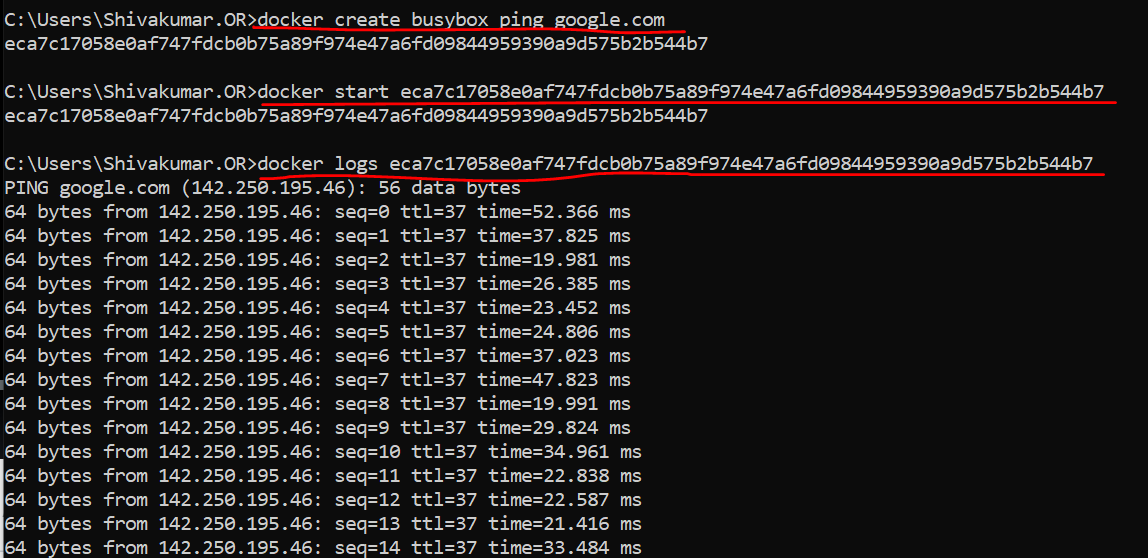 C:\Users\Shivakumar.OR>docker create busybox ping google.com
eca7c17058e0af747fdcb0b75a89f974e47a6fd09844959390a9d575b2b544b7
C:\Users\Shivakumar.OR>docker start eca7c17058e0af747fdcb0b75a89f974e47a6fd09844959390a9d575b2b544b7
eca7c17058e0af747fdcb0b75a89f974e47a6fd09844959390a9d575b2b544b7
C:\Users\Shivakumar.OR>docker logs eca7c17058e0af747fdcb0b75a89f974e47a6fd09844959390a9d575b2b544b7
PING google.com (142.250.195.46): 56 data bytes
64 bytes from 142.250.195.46: seq=0 ttl=37 time=52.366 ms
64 bytes from 142.250.195.46: seq=1 ttl=37 time=37.825 ms
64 bytes from 142.250.195.46: seq=2 ttl=37 time=19.981 ms
64 bytes from 142.250.195.46: seq=3 ttl=37 time=26.385 ms
64 bytes from 142.250.195.46: seq=4 ttl=37 time=23.452 ms
64 bytes from 142.250.195.46: seq=5 ttl=37 time=24.806 ms
64 bytes from 142.250.195.46: seq=6 ttl=37 time=37.023 ms
64 bytes from 142.250.195.46: seq=7 ttl=37 time=47.823 ms
64 bytes from 142.250.195.46: seq=8 ttl=37 time=19.991 ms
64 bytes from 142.250.195.46: seq=9 ttl=37 time=29.824 ms
64 bytes from 142.250.195.46: seq=10 ttl=37 time=34.961 ms
64 bytes from 142.250.195.46: seq=11 ttl=37 time=22.838 ms
64 bytes from 142.250.195.46: seq=12 ttl=37 time=22.587 ms
64 bytes from 142.250.195.46: seq=13 ttl=37 time=21.416 ms
64 bytes from 142.250.195.46: seq=14 ttl=37 time=33.484 ms